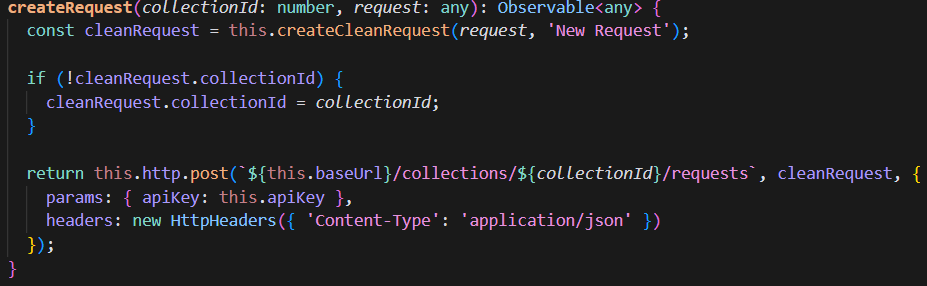 createRequest(collectionId: number, request: any): Observable<any> {
  const cleanRequest = this.createCleanRequest(request, 'New Request');

  if (!cleanRequest.collectionId) {
    cleanRequest.collectionId = collectionId;
  }

  return this.http.post(`${this.baseUrl}/collections/${collectionId}/requests`, cleanRequest, {
    params: { apiKey: this.apiKey },
    headers: new HttpHeaders({ 'Content-Type': 'application/json' })
  });
}